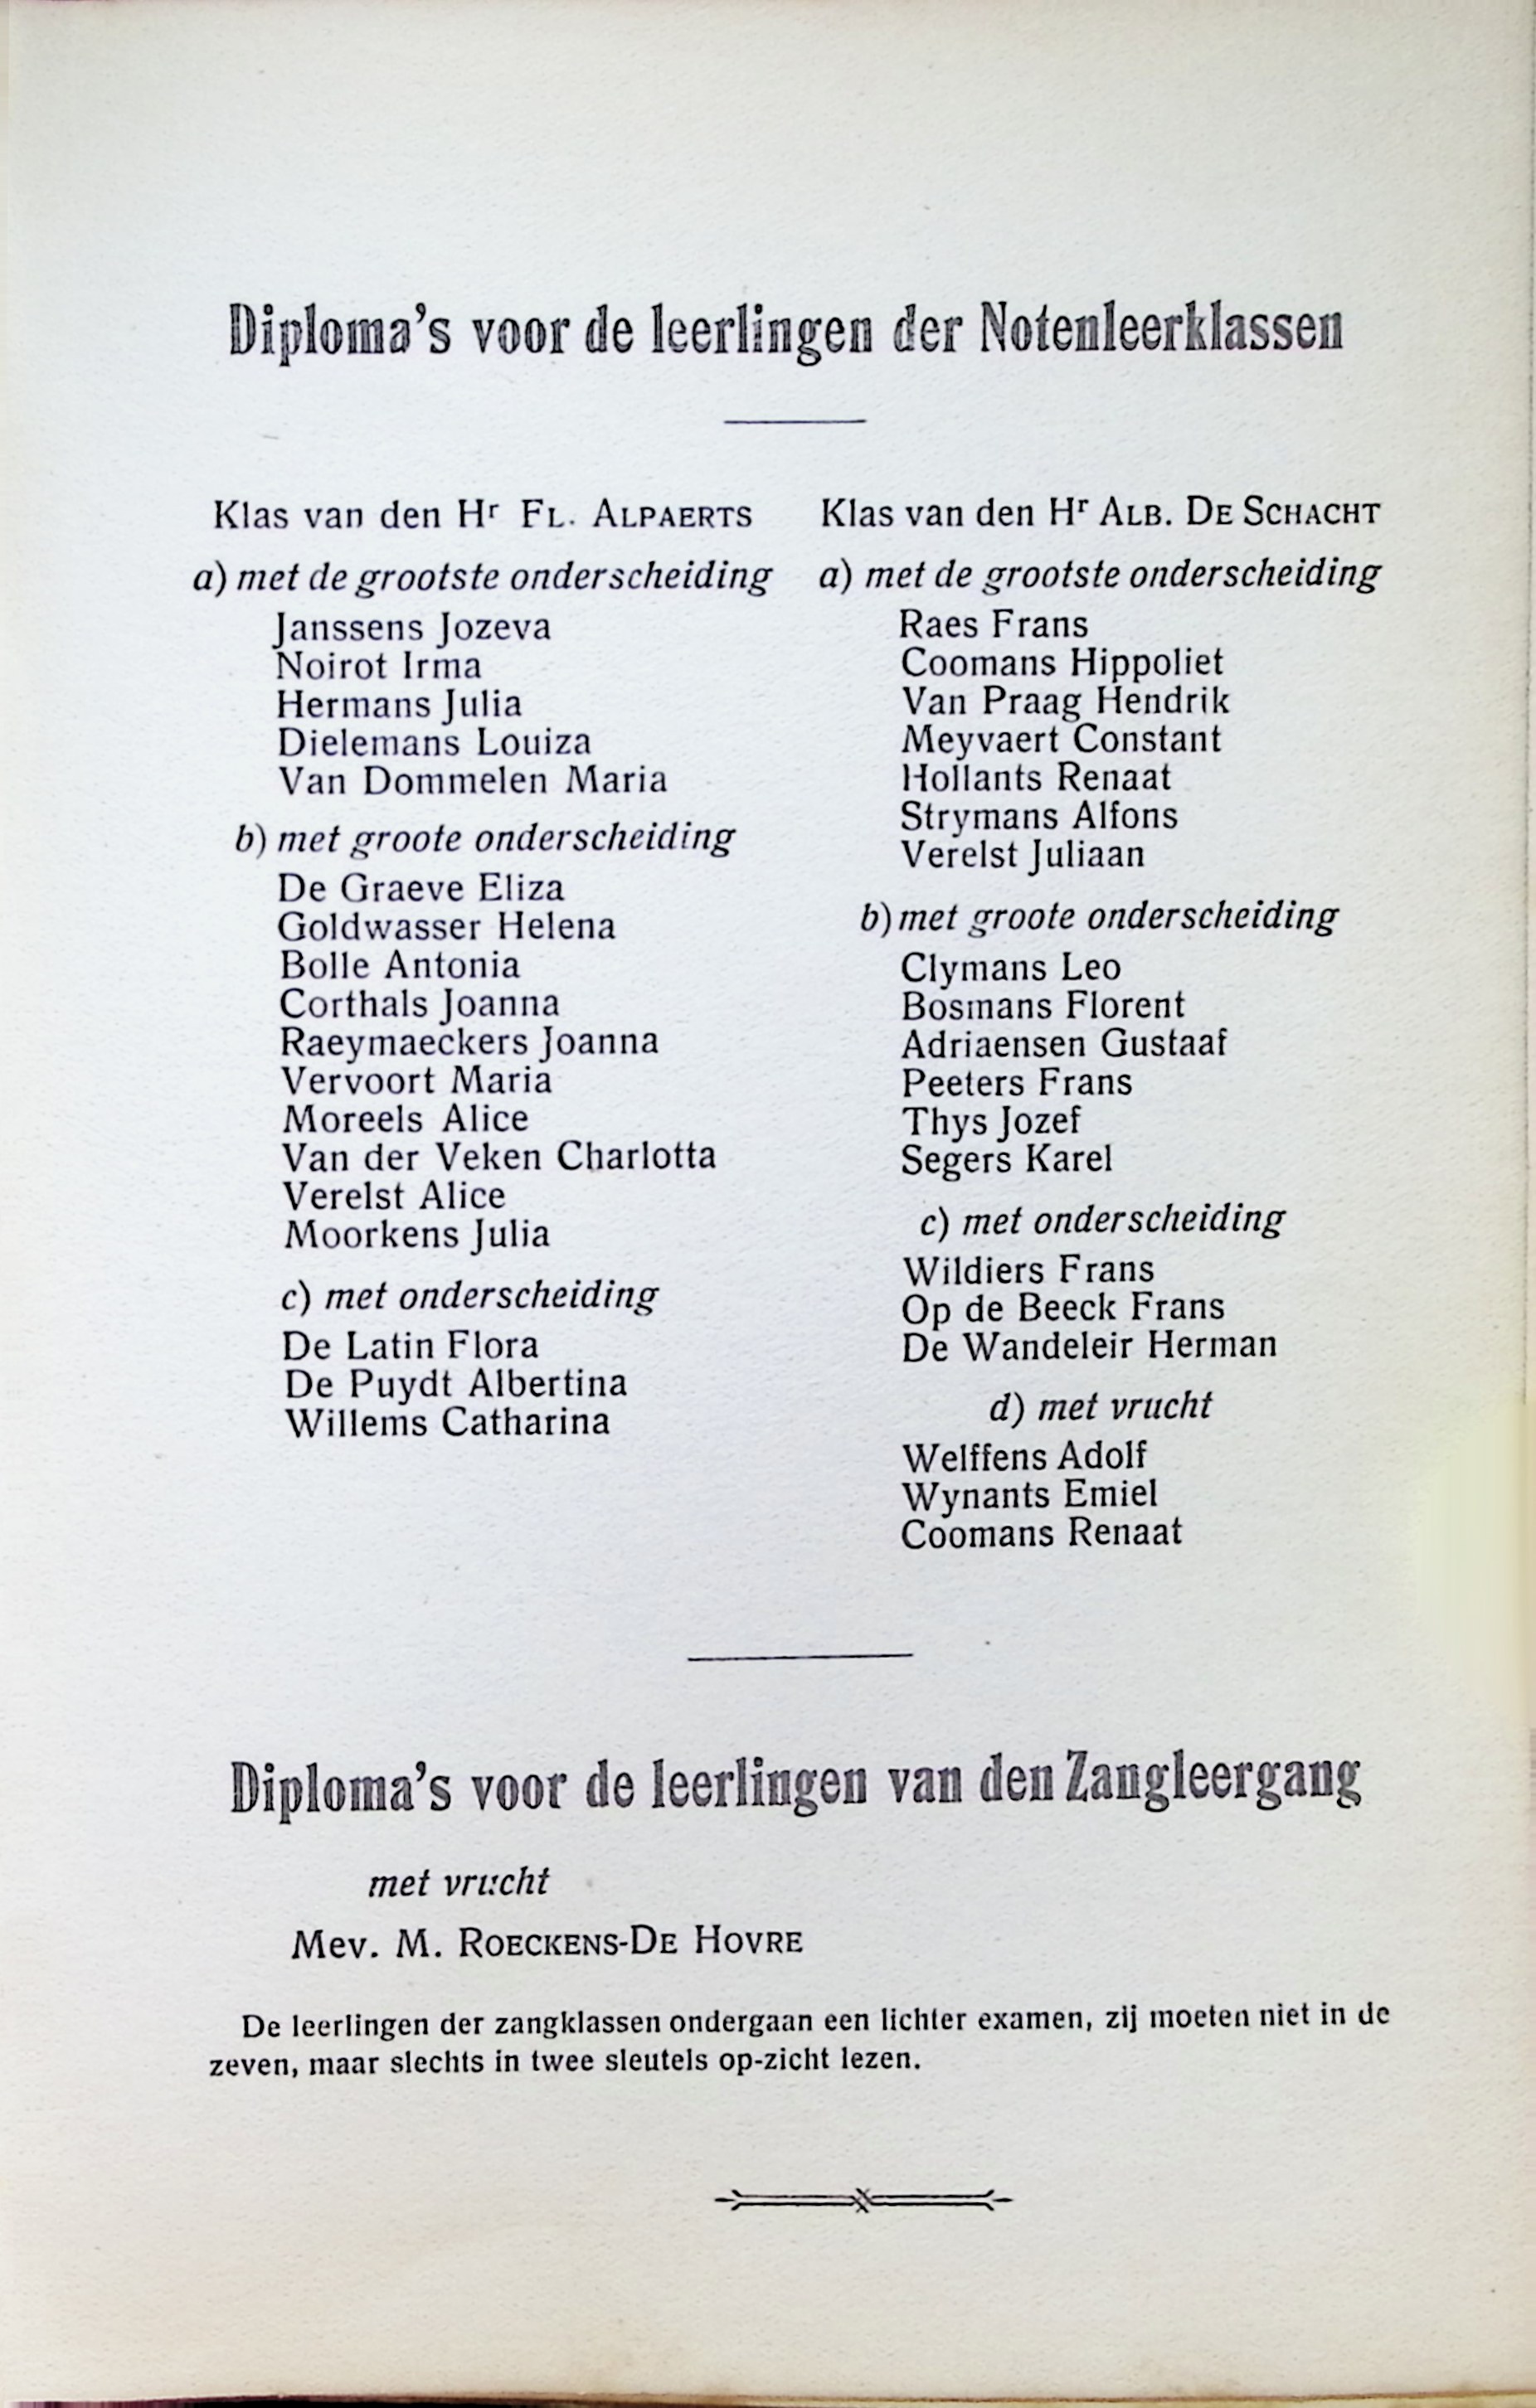 Diploma's voor de leerlingen der Notenleerklassen
Klas van den Hr FL. ALPAERTS
a) met de grootste onderscheiding
Janssens Jozeva
Noirot Irma
Hermans Julia
Dielemans Louiza
Van Dommelen Maria
b) met groote onderscheiding
De Graeve Eliza
Goldwasser Helena
Bolle Antonia
Corthals Joanna
Raeymaeckers Joanna
Vervoort Maria
Moreels Alice
Van der Veken Charlotta
Verelst Alice
Moorkens Julia
c) met onderscheiding
De Latin Flora
De Puydt Albertina
Willems Catharina
Klas van den Hr ALB. DE SCHACHT
a) met de grootste onderscheiding
Raes Frans
Coomans Hippoliet
Van Praag Hendrik
Meyvaert Constant
Hollants Renaat
Strymans Alfons
Verelst Juliaan
b) met groote onderscheiding
Clymans Leo
Bosmans Florent
Adriaensen Gustaaf
Peeters Frans
Thys Jozef
Segers Karel
c) met onderscheiding
Wildiers Frans
Op de Beeck Frans
De Wandeleir Herman
d) met vrucht
Welffens Adolf
Wynants Emiel
Coomans Renaat
Diploma's voor de leerlingen van den Zangleergang
met vrucht
Mev. M. ROECKENS-DE HOVRE
De leerlingen der zangklassen ondergaan een lichter examen, zij moeten niet in de
zeven, maar slechts in twee sleutels op-zicht lezen.